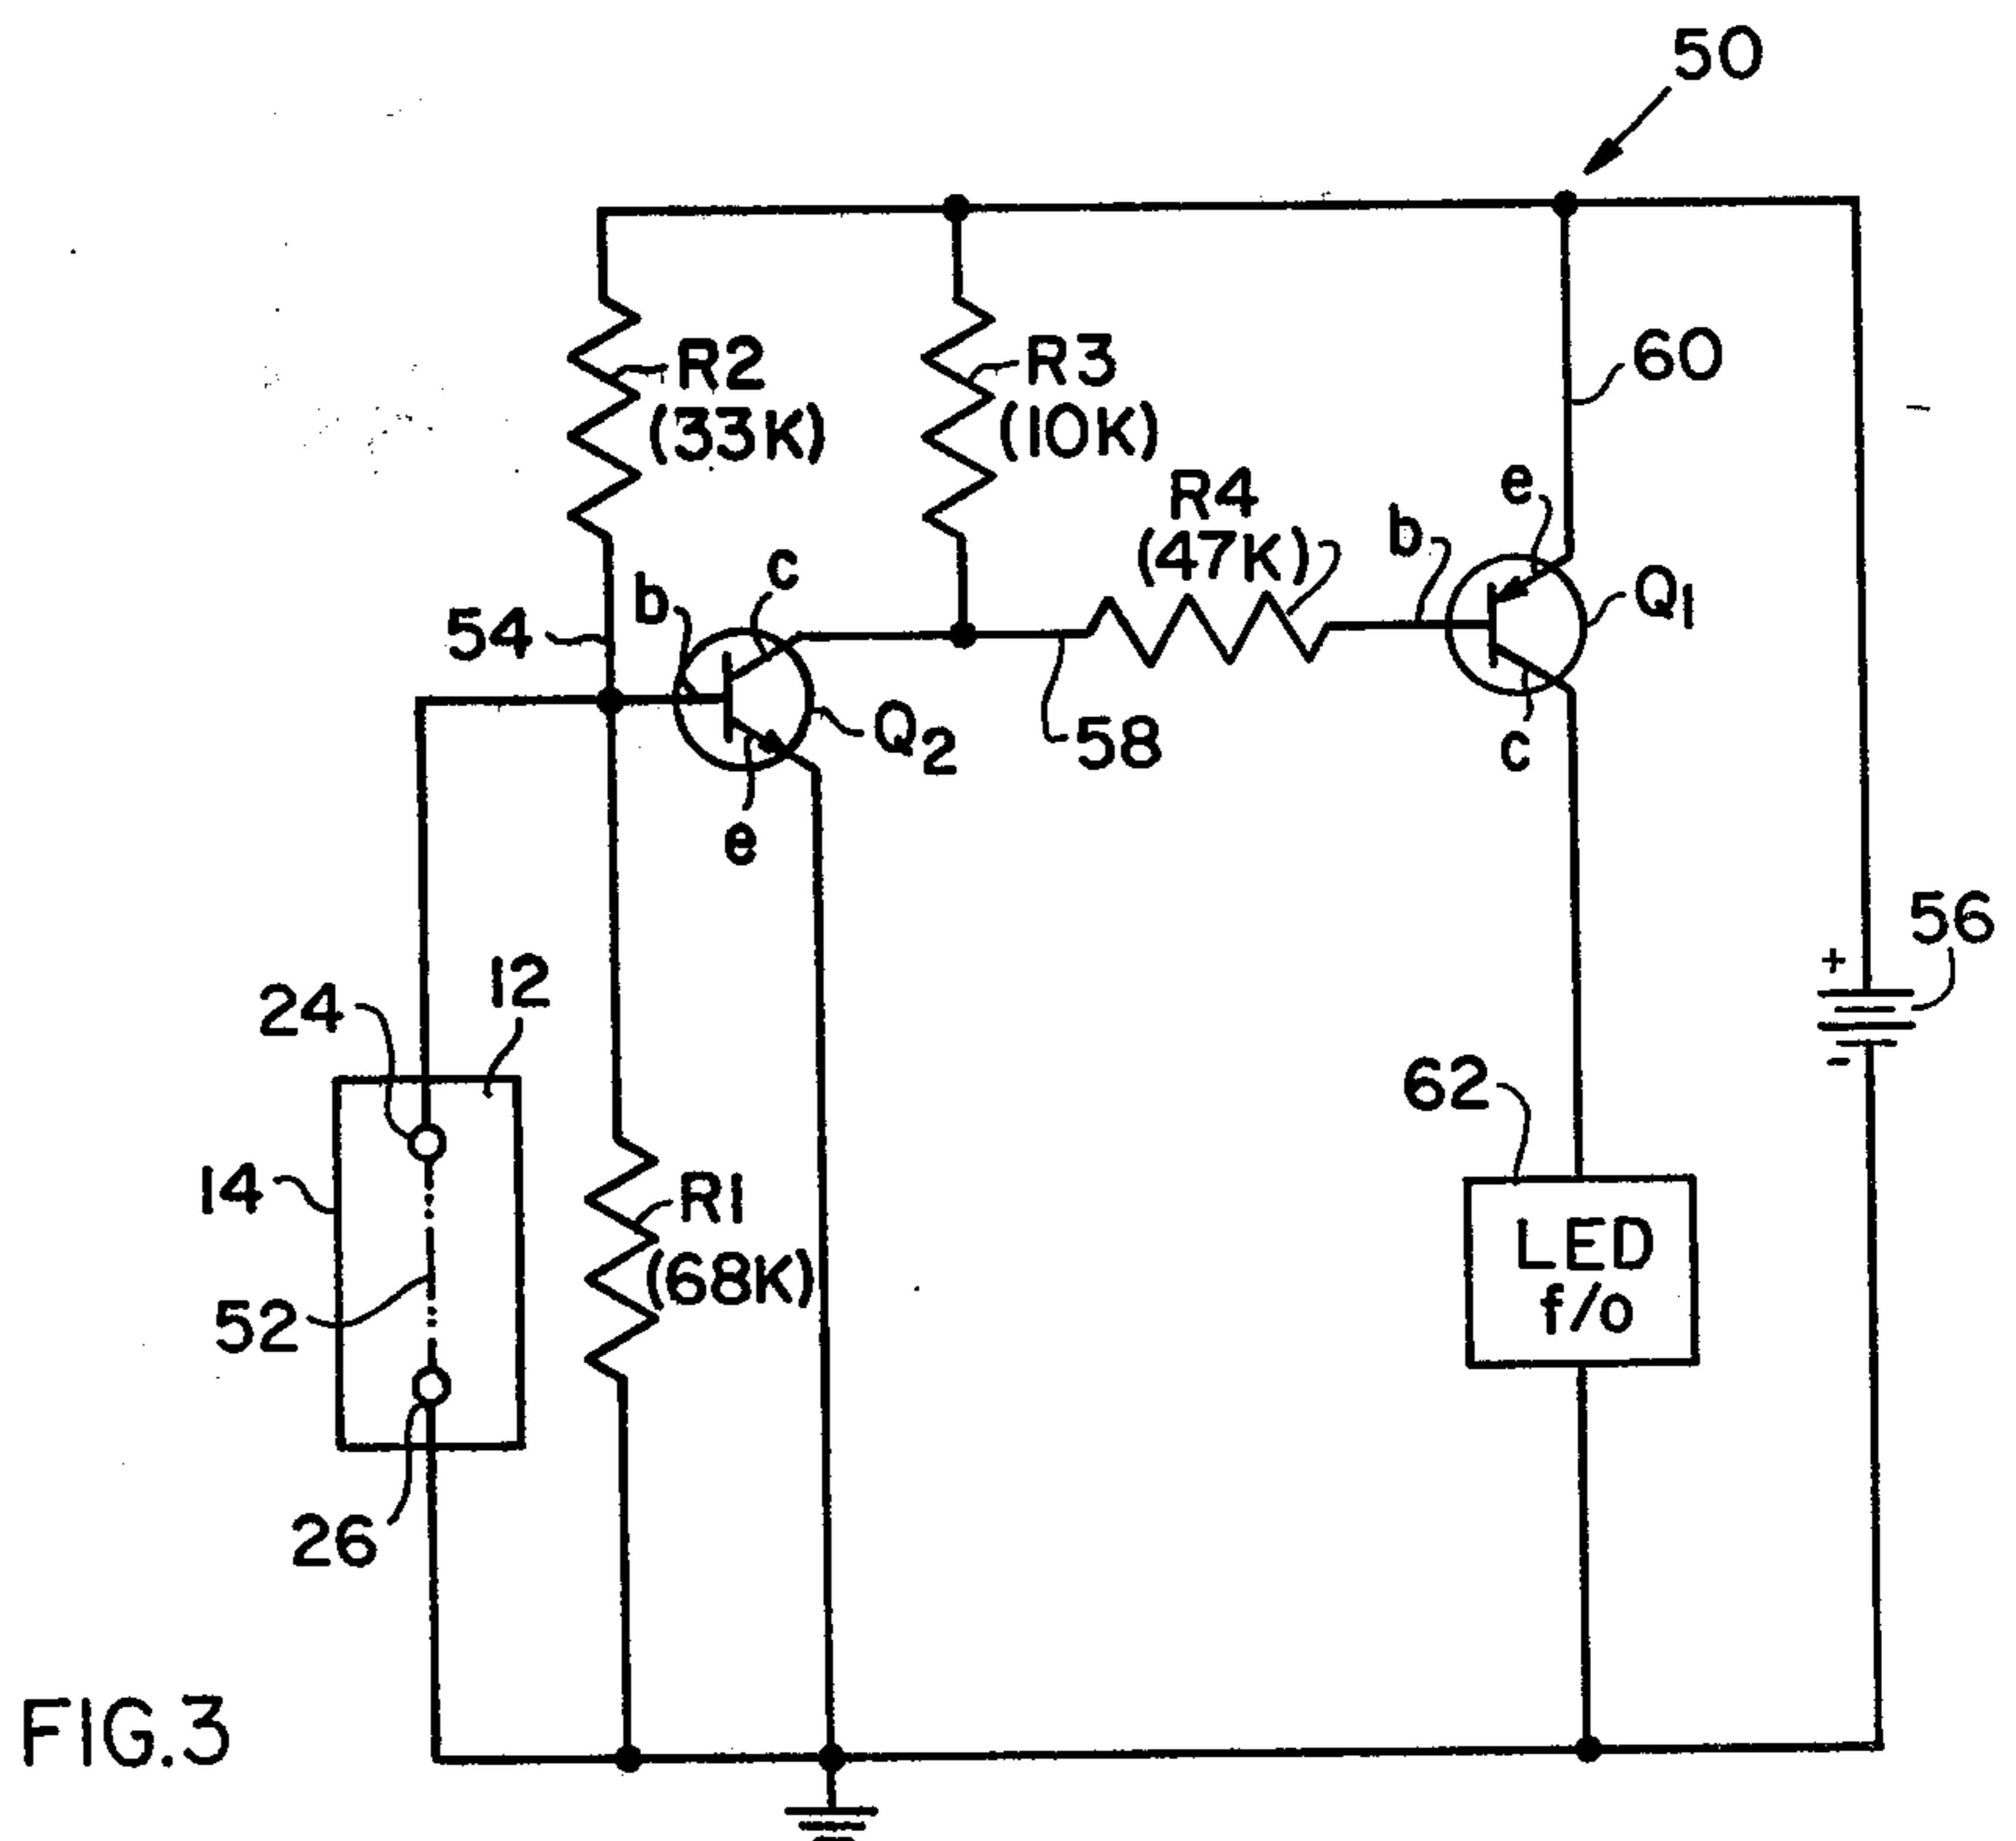 50
R2
(33K)
R3
(10K)
60
R4
(47K)
b
e
Q1
c
b
c
54
Q2
58
e
56
+
-
12
24
62
14
R1
(68K)
LED
f/o
52
26
FIG.3